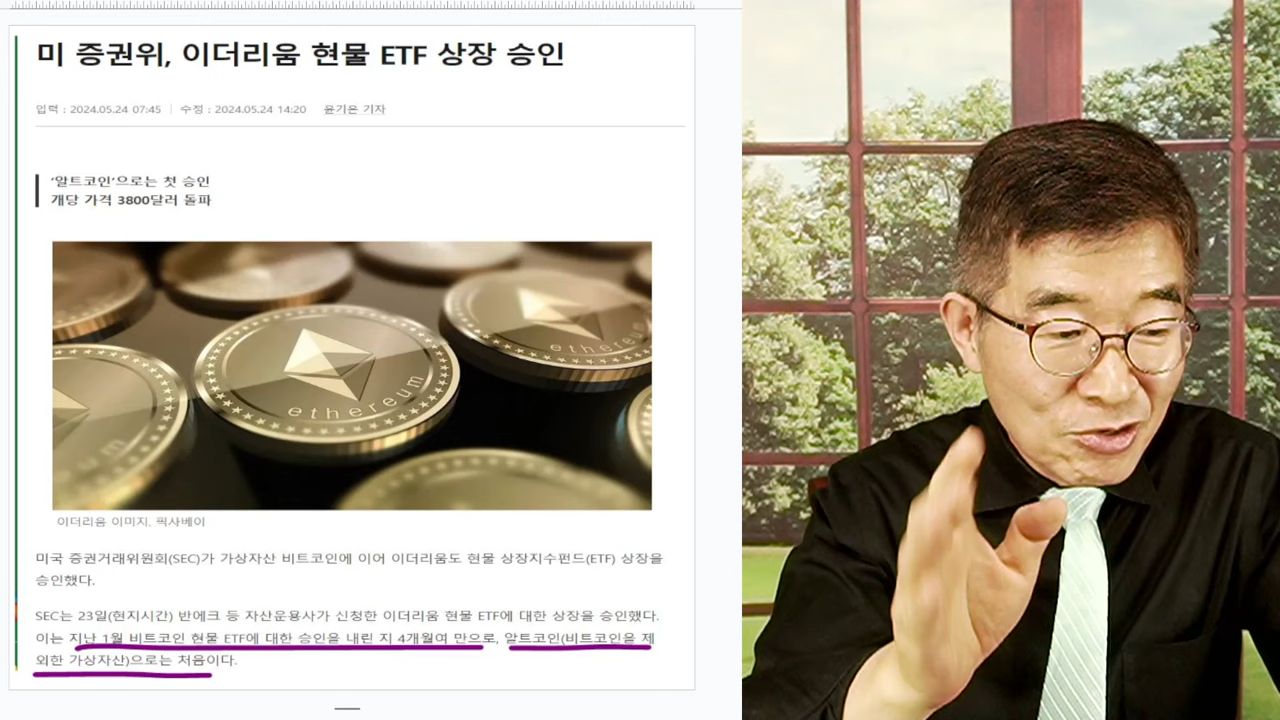 미 증권위, 이더리움 현물 ETF 상장 승인
입력 : 2024.05.24 07:45 | 수정 : 2024.05.24 14:20 윤기은 기자
'알트코인'으로는 첫 승인
개당 가격 3800달러 돌파
ethereum
ethereum
um
이더리움 이미지. 픽사베이
미국 증권거래위원회(SEC)가 가상자산 비트코인에 이어 이더리움도 현물 상장지수펀드(ETF) 상장을
승인했다.
SEC는 23일(현지시간) 반에크 등 자산운용사가 신청한 이더리움 현물 ETF에 대한 상장을 승인했다.
이는 지난 1월 비트코인 현물 ETF에 대한 승인을 내린 지 4개월여 만으로, 알트코인(비트코인을 제
외한 가상자산)으로는 처음이다.